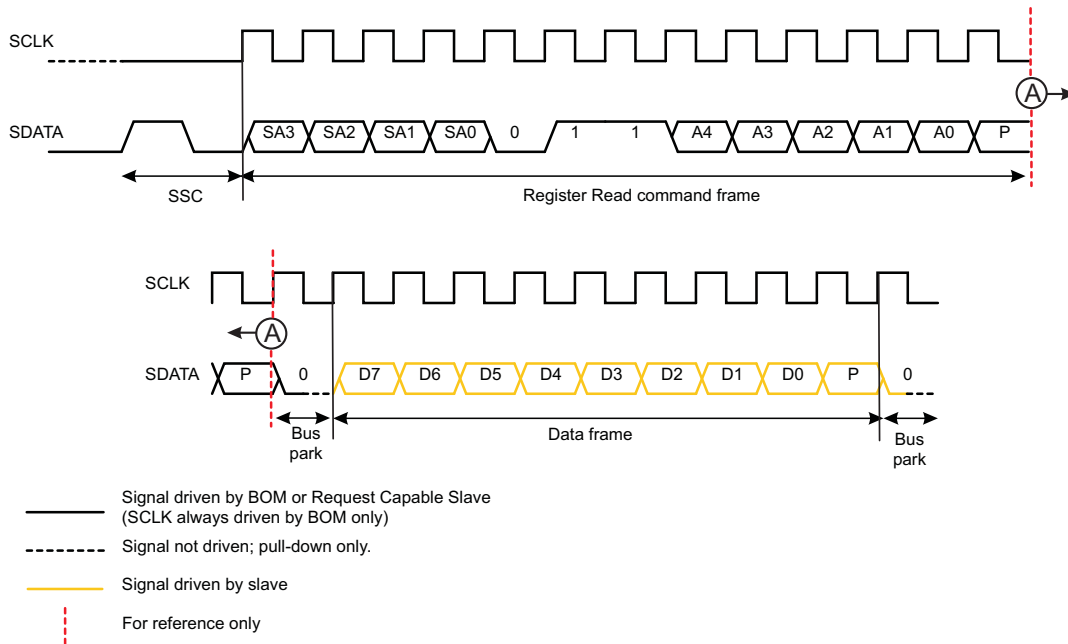 SCLK
A
SDATA
SA3 SA2 SA1 SA0 0 1 1 A4 A3 A2 A1 A0 P
SSC
Register Read command frame
SCLK
A
SDATA
P 0 D7 D6 D5 D4 D3 D2 D1 D0 P 0
Bus
park
Data frame
Bus
park
Signal driven by BOM or Request Capable Slave
(SCLK always driven by BOM only)
Signal not driven; pull-down only.
Signal driven by slave
For reference only